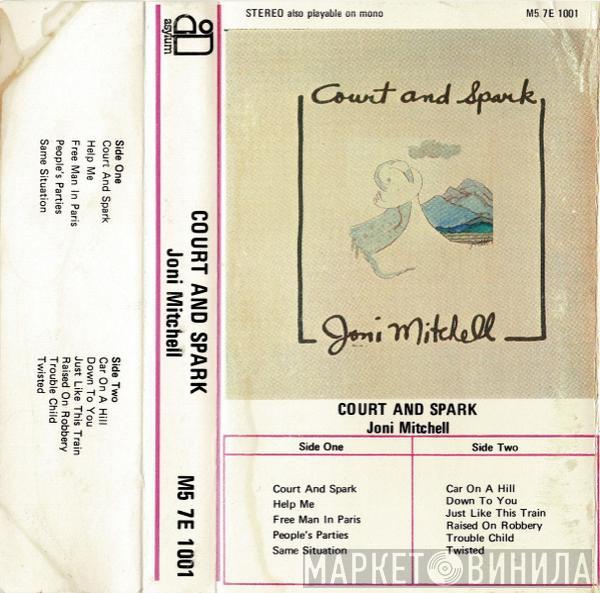 Side One
Court And Spark
Help Me
Free Man In Paris
People's Parties
Same Situation
Side Two
Car On A Hill
Down To You
Just Like This Train
Raised On Robbery
Trouble Child
Twisted
asylum
COURT AND SPARK
Joni Mitchell
M5 7E 1001
STEREO also playable on mono
M5 7E 1001
Court and Spark
Joni Mitchell
COURT AND SPARK
Joni Mitchell
Side One
Side Two
Court And Spark
Help Me
Free Man In Paris
People's Parties
Same Situation
Car On A Hill
Down To You
Just Like This Train
Raised On Robbery
Trouble Child
Twisted
МАРКЕТ ВИНИЛА